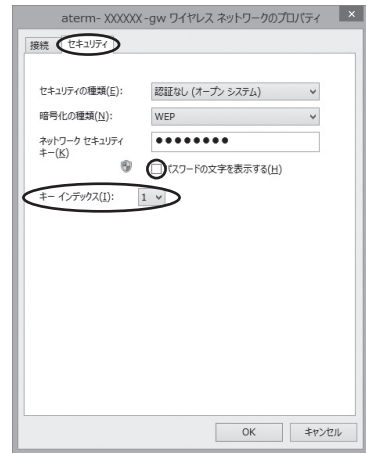 aterm- XXXXXX-gw ワイヤレス ネットワークのプロパティ
接続 セキュリティ
セキュリティの種類(E): 認証なし (オープン システム)
暗号化の種類(N): WEP
ネットワーク セキュリティ ●●●●●●●●
キー(K)
パスワードの文字を表示する(H)
キー インデックス(I): 1
OK キャンセル